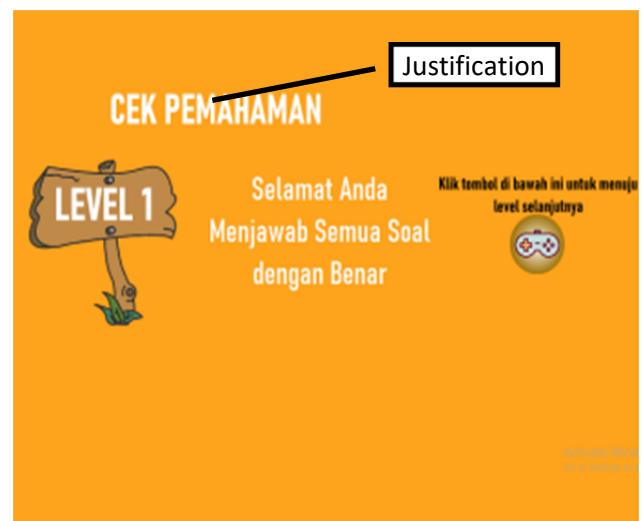 Justification
CEK PEMAHAMAN
LEVEL 1
Selamat Anda
Menjawab Semua Soal
dengan Benar
Klik tombol di bawah ini untuk menuju
level selanjutnya